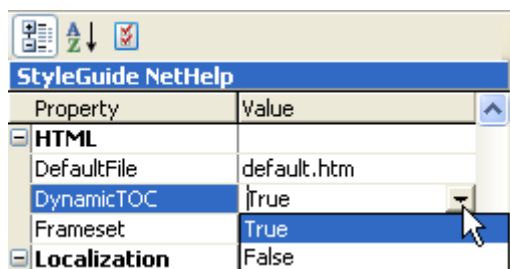 A
Z
StyleGuide NetHelp
Property Value
HTML
DefaultFile default.htm
DynamicTOC True
Frameset True
Localization False